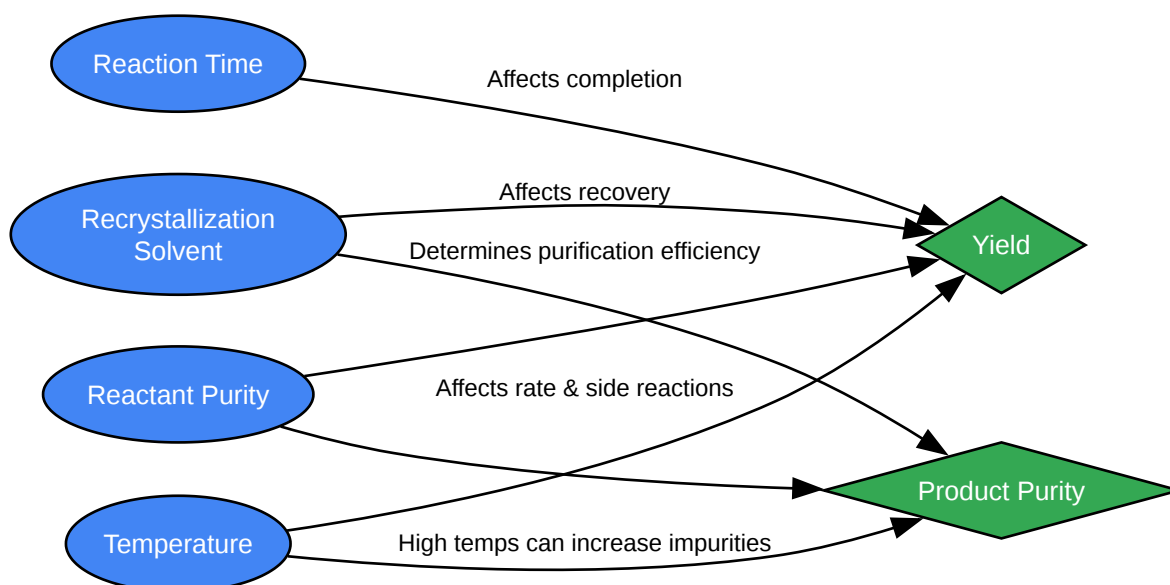 Reaction Time
Affects completion
Recrystallization
Solvent
Affects recovery
Determines purification efficiency
Yield
Reactant Purity
Affects rate & side reactions
Product Purity
Temperature
High temps can increase impurities